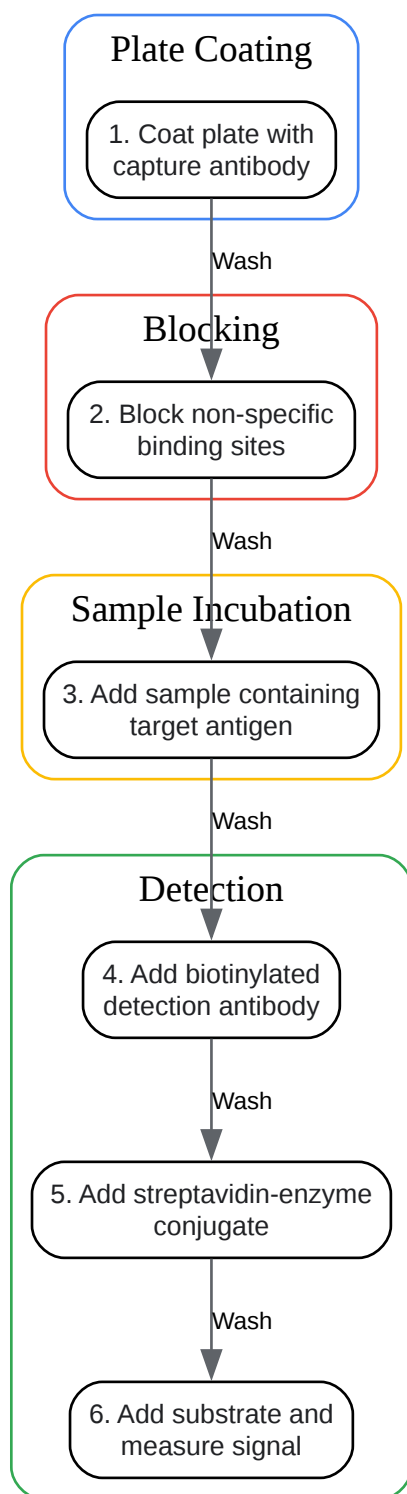 Plate Coating
1. Coat plate with
capture antibody
Wash
Blocking
2. Block non-specific
binding sites
Wash
Sample Incubation
3. Add sample containing
target antigen
Wash
Detection
4. Add biotinylated
detection antibody
Wash
5. Add streptavidin-enzyme
conjugate
Wash
6. Add substrate and
measure signal